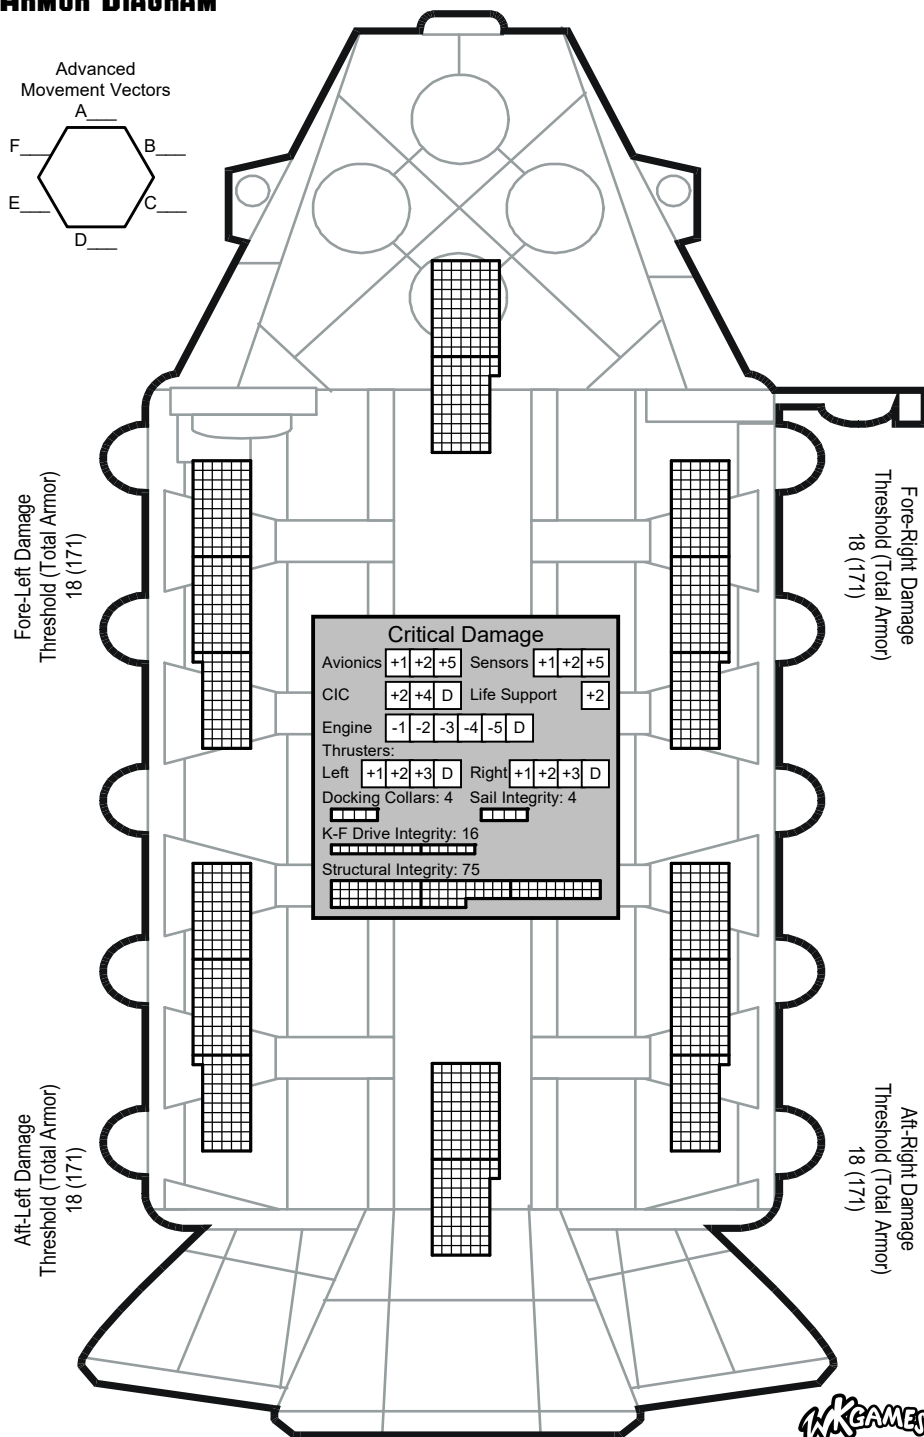 ARMOR DIAGRAM
Advanced
Movement Vectors
A___
F___
B___
E___
C___
D___
Fore-Left Damage
Threshold (Total Armor)
18 (171)
Fore-Right Damage
Threshold (Total Armor)
18 (171)
Critical Damage
Avionics +1 +2 +5 Sensors +1 +2 +5
CIC +2 +4 D Life Support +2
Engine -1 -2 -3 -4 -5 D
Thrusters:
Left +1 +2 +3 D Right +1 +2 +3 D
Docking Collars: 4 Sail Integrity: 4
K-F Drive Integrity: 16
Structural Integrity: 75
Aft-Left Damage
Threshold (Total Armor)
18 (171)
Aft-Right Damage
Threshold (Total Armor)
18 (171)
WKGAMES